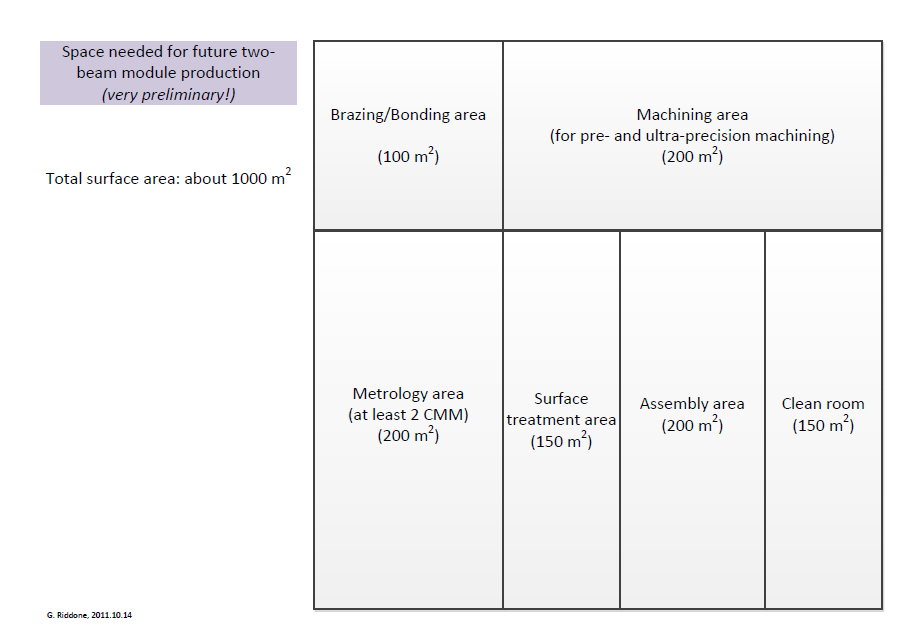 Space needed for future two-
beam module production
(very preliminary!)
Total surface area: about 1000 m²
Brazing/Bonding area
(100 m²)
Machining area
(for pre- and ultra-precision machining)
(200 m²)
Metrology area
(at least 2 CMM)
(200 m²)
Surface
treatment area
(150 m²)
Assembly area
(200 m²)
Clean room
(150 m²)
G. Riddone, 2011.10.14